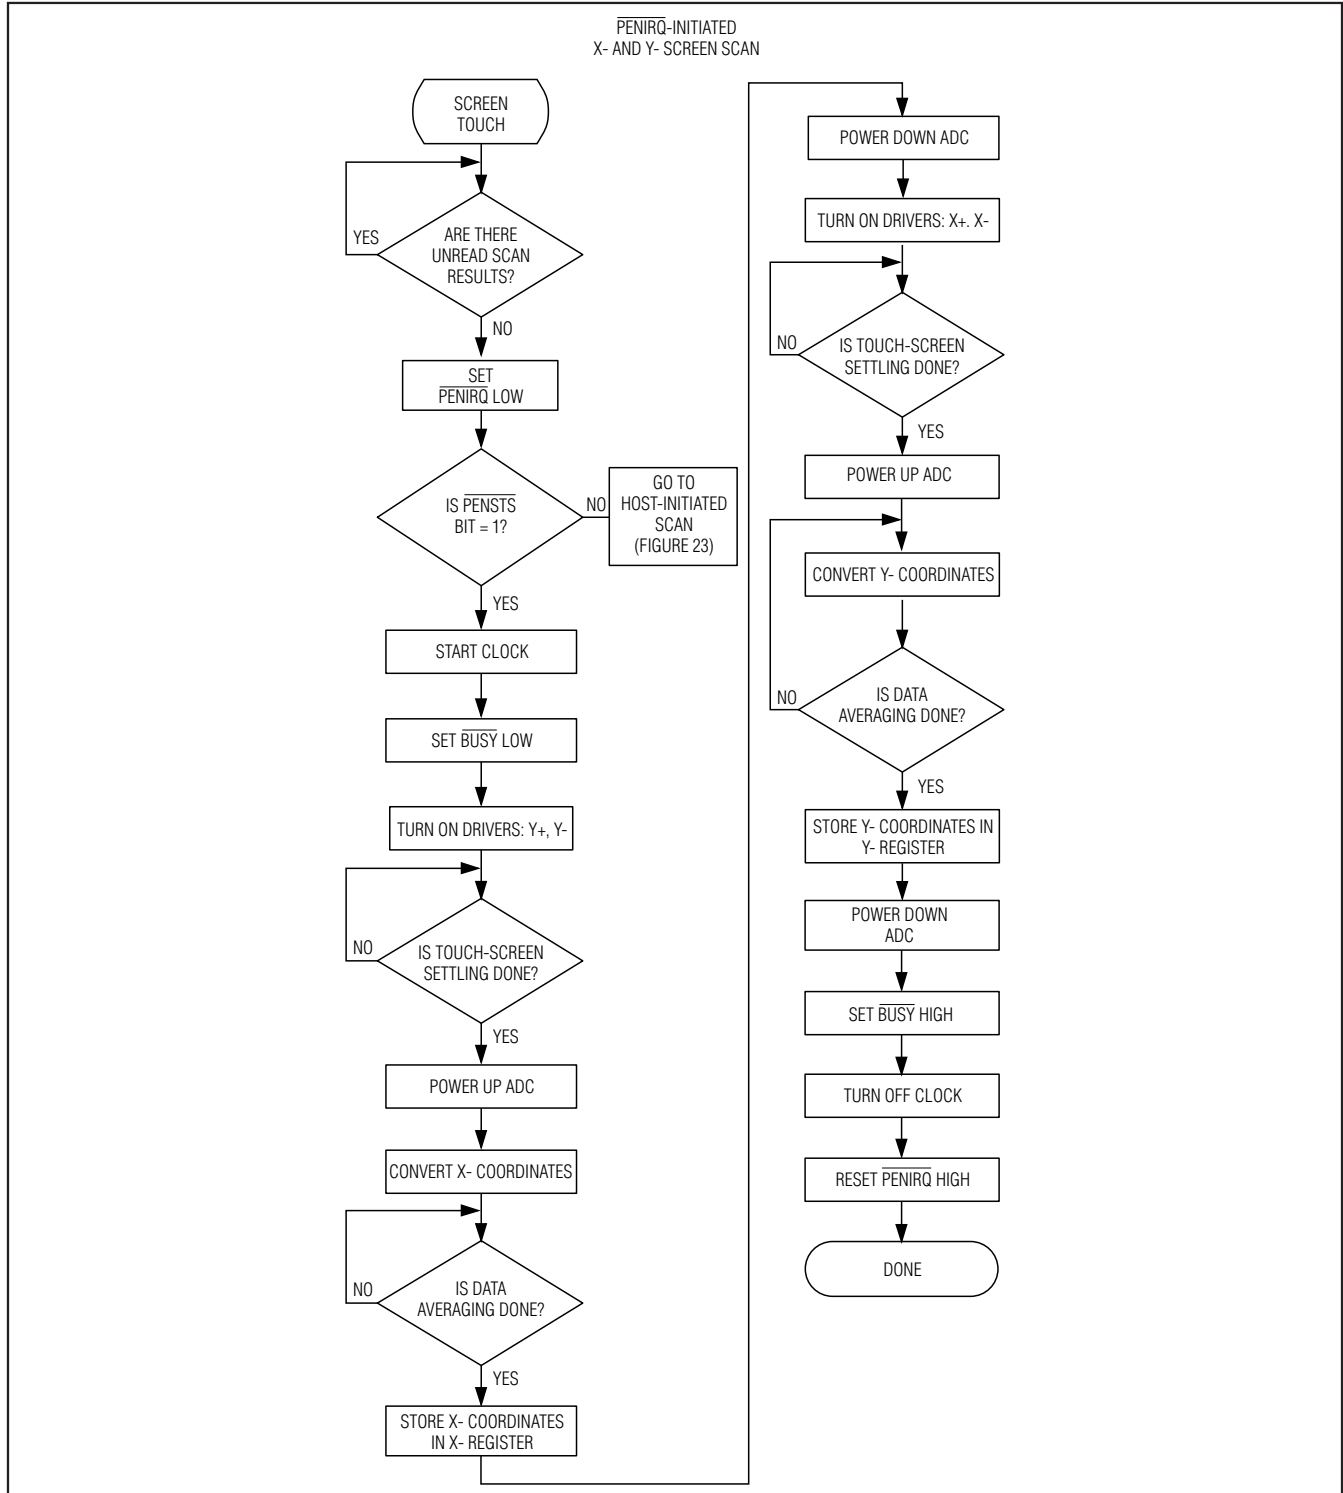 PENIRQ-INITIATED
X- AND Y- SCREEN SCAN
SCREEN
TOUCH
YES
ARE THERE
UNREAD SCAN
RESULTS?
NO
SET
PENIRQ LOW
IS PENSTS
BIT = 1?
NO
GO TO
HOST-INITIATED
SCAN
(FIGURE 23)
YES
START CLOCK
SET BUSY LOW
TURN ON DRIVERS: Y+, Y-
NO
IS TOUCH-SCREEN
SETTLING DONE?
YES
POWER UP ADC
CONVERT X- COORDINATES
NO
IS DATA
AVERAGING DONE?
YES
STORE X- COORDINATES
IN X- REGISTER
POWER DOWN ADC
TURN ON DRIVERS: X+. X-
NO
IS TOUCH-SCREEN
SETTLING DONE?
YES
POWER UP ADC
CONVERT Y- COORDINATES
NO
IS DATA
AVERAGING DONE?
YES
STORE Y- COORDINATES IN
Y- REGISTER
POWER DOWN
ADC
SET BUSY HIGH
TURN OFF CLOCK
RESET PENIRQ HIGH
DONE